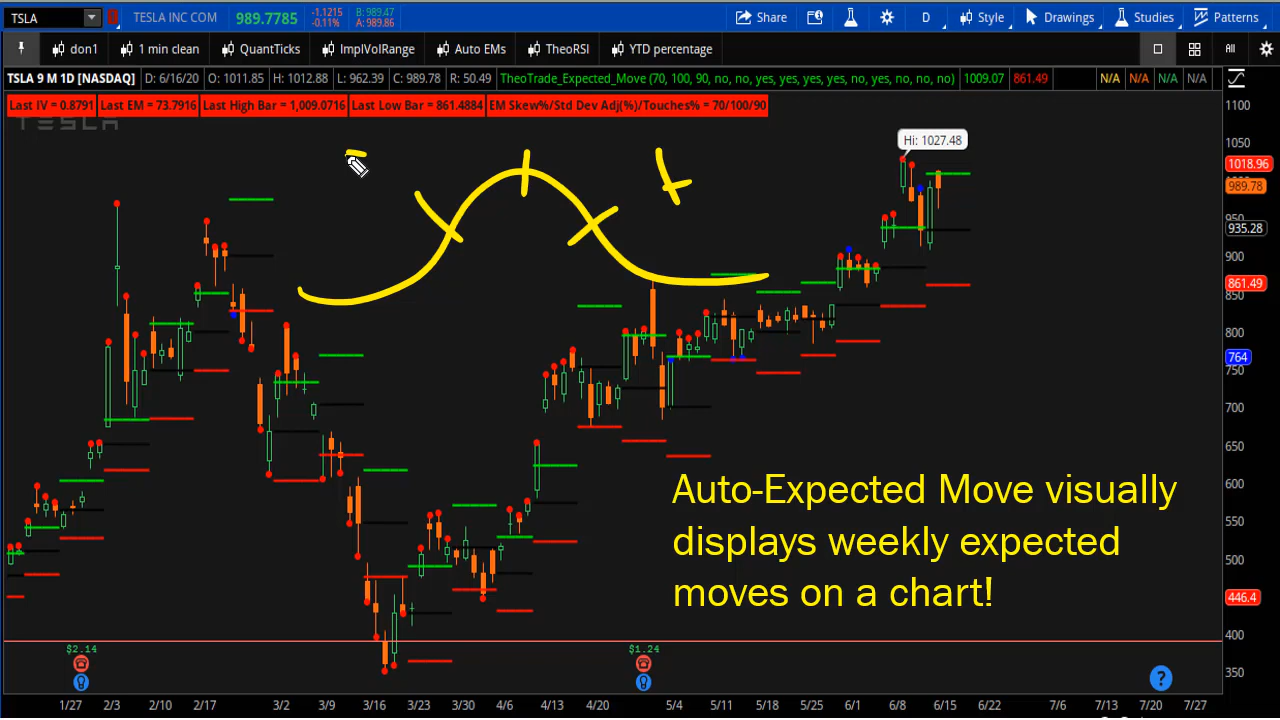 TSLA TESLA INC COM 989.7785 -1.1215 -0.11% B: 989.47 A: 989.86 Share D Style Drawings Studies Patterns
don1 1 min clean QuantTicks ImplVolRange Auto EMs TheoRSI YTD percentage All
TSLA 9 M 1D [NASDAQ] D: 6/16/20 O: 1011.85 H: 1012.88 L: 962.39 C: 989.78 R: 50.49 TheoTrade_Expected_Move (70, 100, 90, no, no, yes, yes, yes, yes, no, yes, no, no) 1009.07 861.49 N/A N/A N/A N/A
Last IV = 0.8791 Last EM = 73.7916 Last High Bar = 1,009.0716 Last Low Bar = 861.4884 EM Skew%/Std Dev Adj(%)/Touches% = 70/100/90
TESLA
1100
Hi: 1027.48
1050
1018.96
989.78
935.28
900
861.49
850
800
764
750
700
650
Auto-Expected Move visually
displays weekly expected
moves on a chart!
600
550
500
446.4
400
350
$2.14 $1.24
?
1/27 2/3 2/10 2/17 3/2 3/9 3/16 3/23 3/30 4/6 4/13 4/20 5/4 5/11 5/18 5/25 6/1 6/8 6/15 6/22 7/6 7/13 7/20 7/27